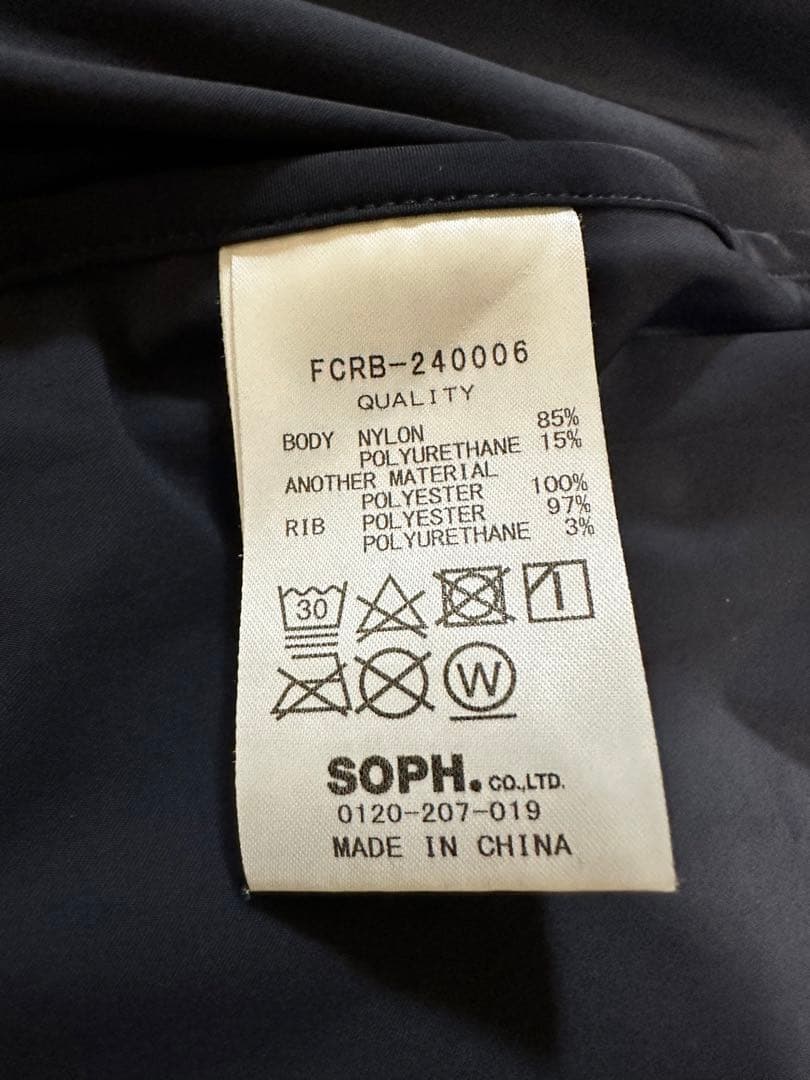 FCRB-240006
QUALITY
BODY NYLON 85%
POLYURETHANE 15%
ANOTHER MATERIAL
POLYESTER 100%
RIB POLYESTER 97%
POLYURETHANE 3%
30
W
SOPH. CO.,LTD.
0120-207-019
MADE IN CHINA